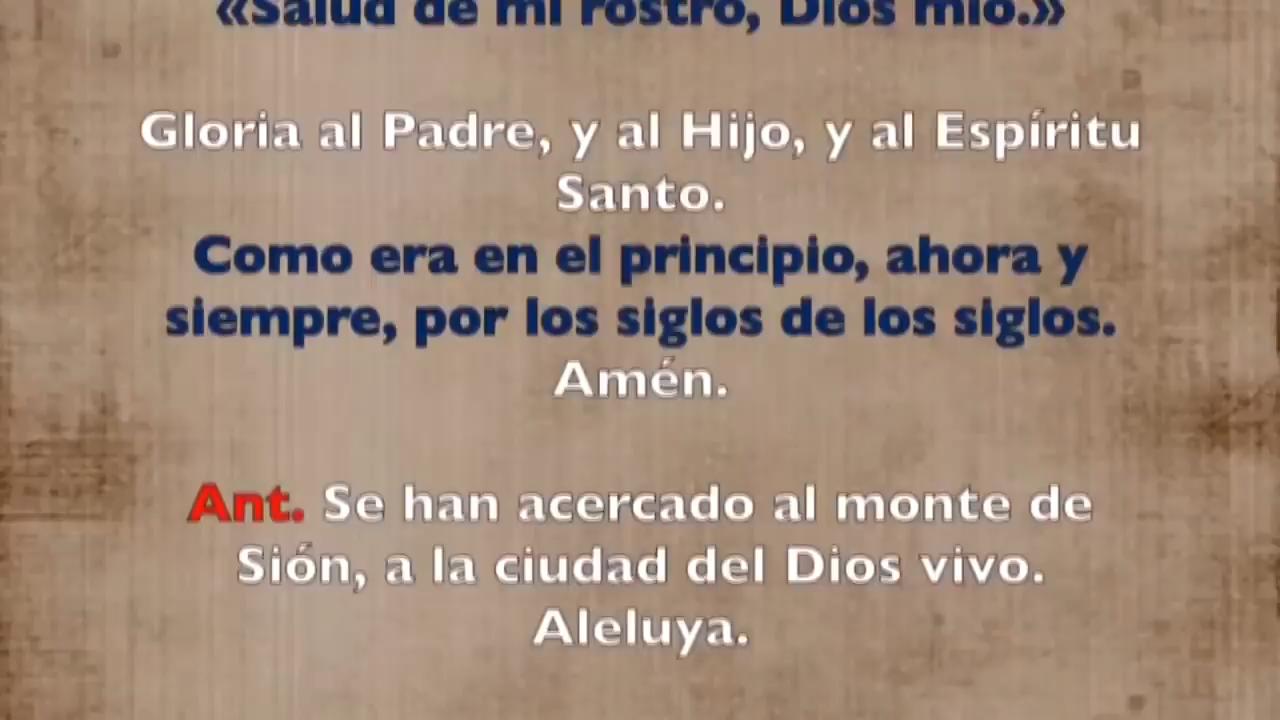 «Salud de mi rostro, Dios mío.»
Gloria al Padre, y al Hijo, y al Espíritu
Santo.
Como era en el principio, ahora y
siempre, por los siglos de los siglos.
Amén.
Ant. Se han acercado al monte de
Sión, a la ciudad del Dios vivo.
Aleluya.